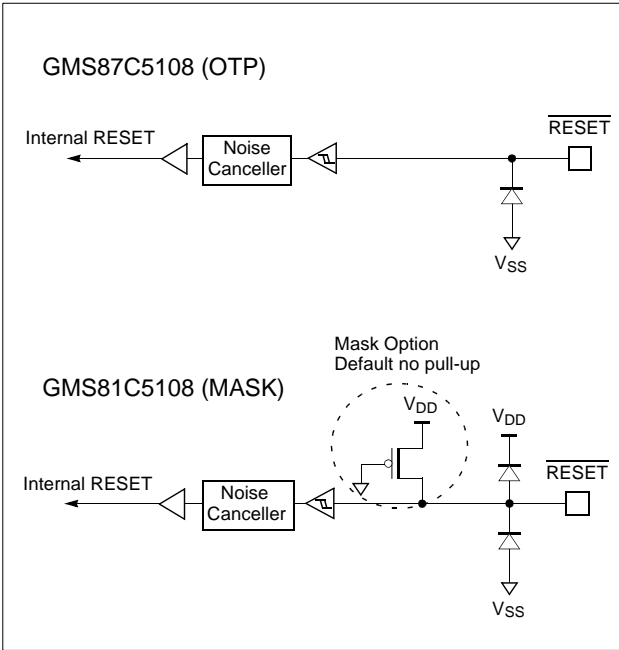 GMS87C5108 (OTP)
RESET
Internal RESET
Noise
Canceller
VSS
Mask Option
Default no pull-up
GMS81C5108 (MASK)
VDD
VDD
RESET
Internal RESET
Noise
Canceller
VSS